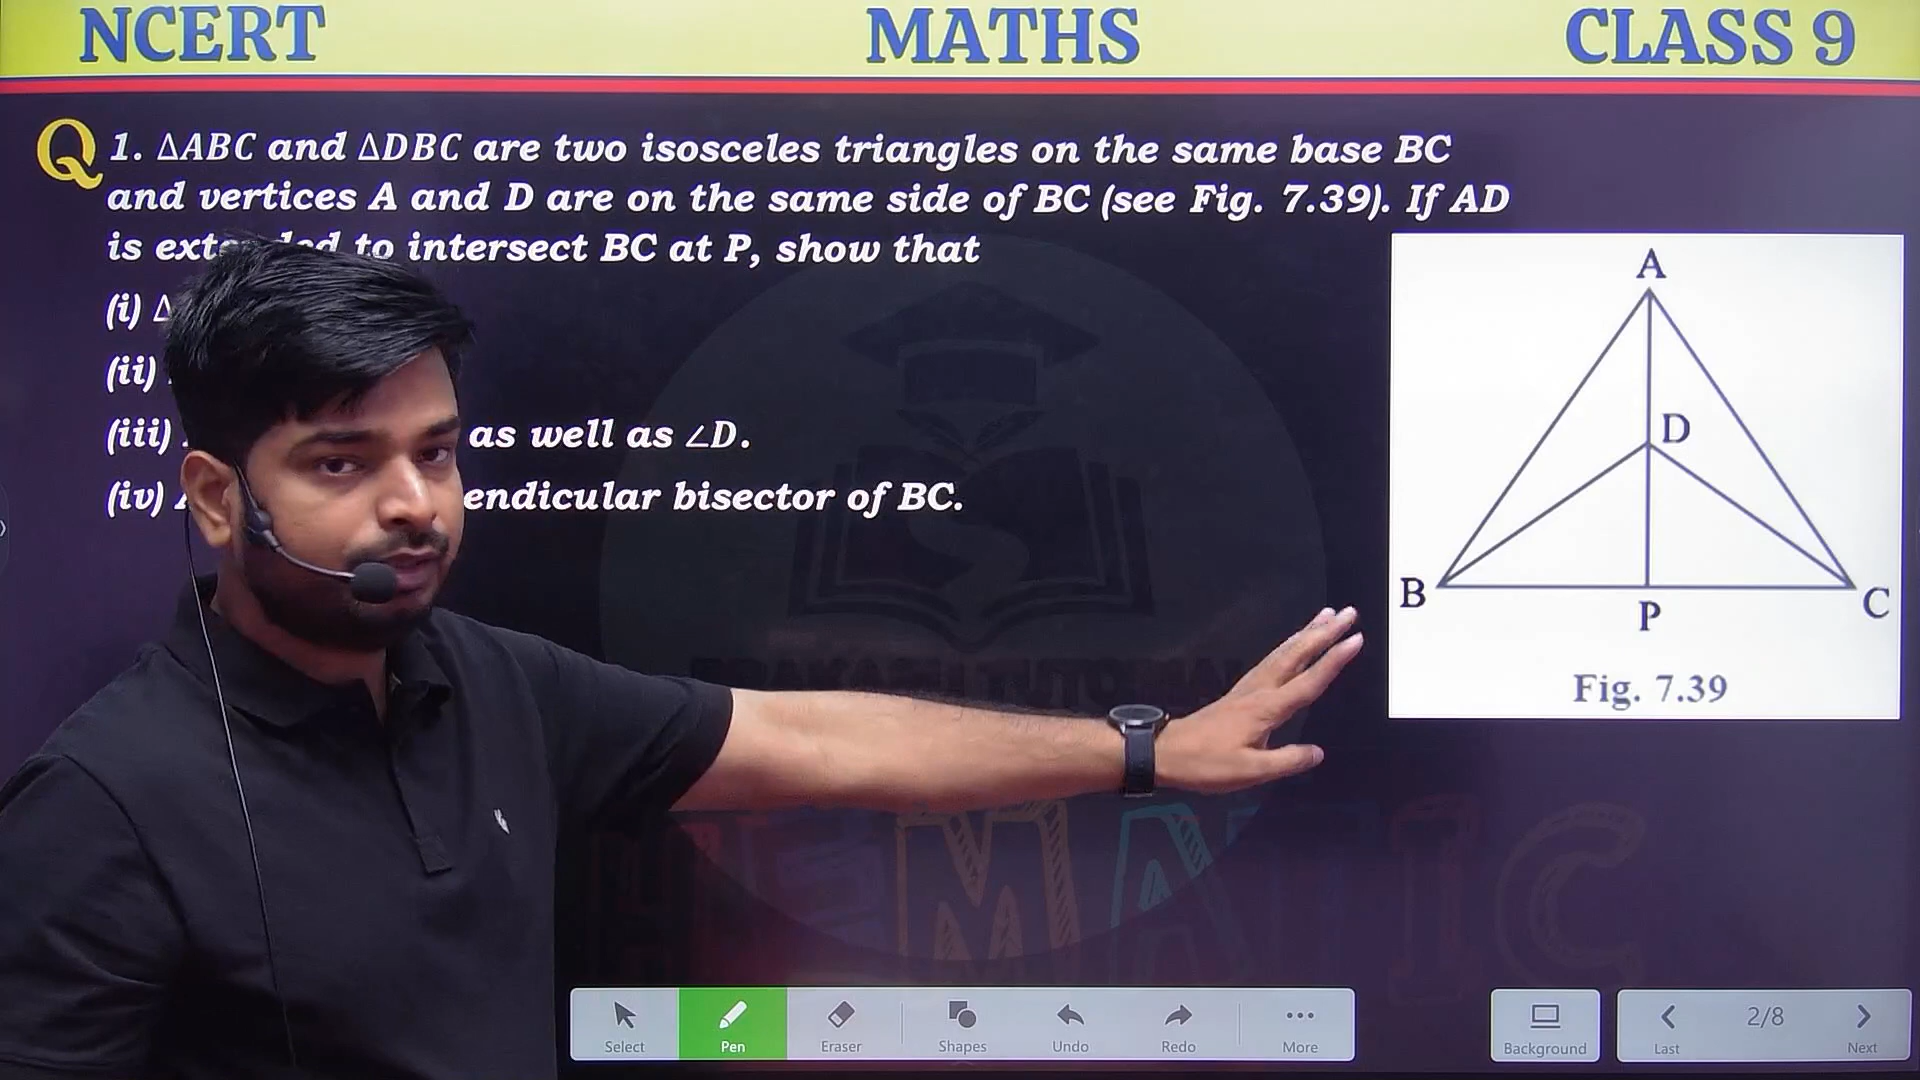 NCERT MATHS CLASS 9
Q 1. ΔABC and ΔDBC are two isosceles triangles on the same base BC
and vertices A and D are on the same side of BC (see Fig. 7.39). If AD
is to intersect BC at P, show that
(i) Δ
(ii)
(iii) as well as ∠D.
(iv) bisector of BC.
A
D
B
P
C
Fig. 7.39
Select Pen Eraser Shapes Undo Redo More Background Last 2/8 Next